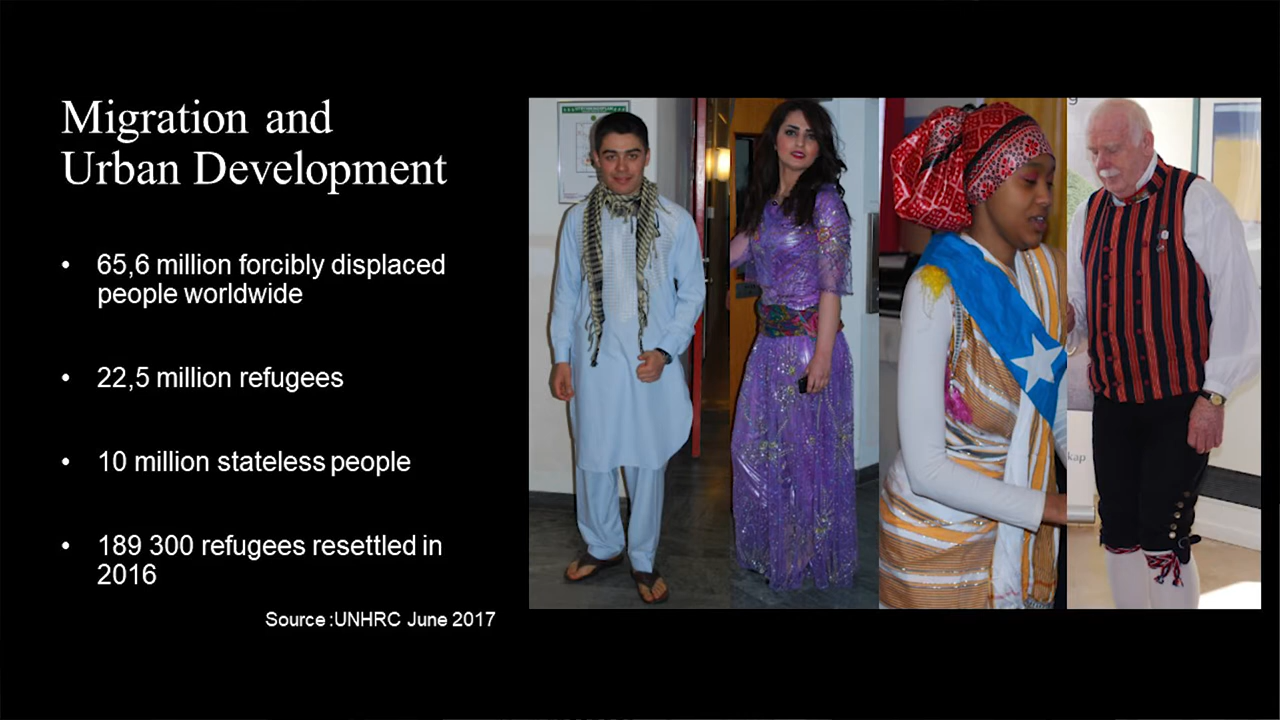 Migration and
Urban Development
• 65,6 million forcibly displaced
people worldwide
• 22,5 million refugees
• 10 million stateless people
• 189 300 refugees resettled in
2016
Source :UNHRC June 2017
g
kap